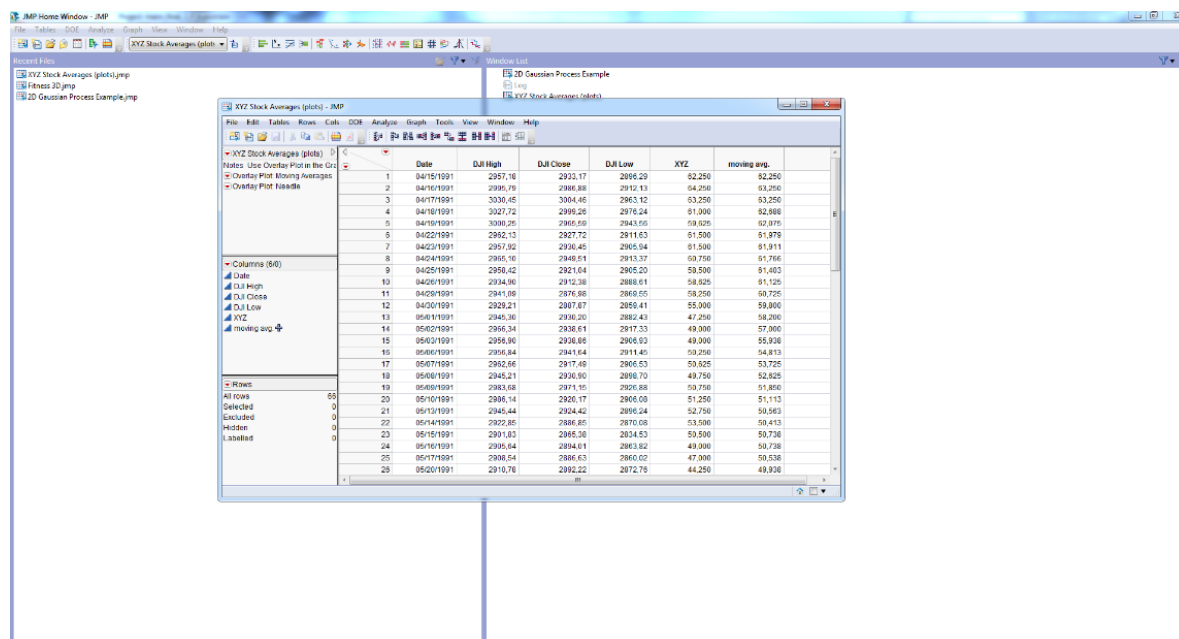 JMP Home Window - JMP
File Tables DOE Analyze Graph View Window Help
XYZ Stock Averages (plots
Recent Files
Window List
XYZ Stock Averages (plots).jmp
Fitness 3D.jmp
2D Gaussian Process Example.jmp
2D Gaussian Process Example
Log
XYZ Stock Averages (plots)
XYZ Stock Averages (plots) - JMP
File Edit Tables Rows Cols DOE Analyze Graph Tools View Window Help
XYZ Stock Averages (plots)
Notes Use Overlay Plot in the Gra
Overlay Plot Moving Averages
Overlay Plot Needle
Columns (6/0)
Date
DJI High
DJI Close
DJI Low
XYZ
moving avg.
Rows
All rows 66
Selected 0
Excluded 0
Hidden 0
Labelled 0
Date DJI High DJI Close DJI Low XYZ moving avg.
1 04/15/1991 2957,18 2933,17 2896,29 62,250 62,250
2 04/16/1991 2995,79 2986,88 2912,13 64,250 63,250
3 04/17/1991 3030,45 3004,46 2963,12 63,250 63,250
4 04/18/1991 3027,72 2999,26 2976,24 61,000 62,688
5 04/19/1991 3000,25 2965,59 2943,56 59,625 62,075
6 04/22/1991 2962,13 2927,72 2911,63 61,500 61,979
7 04/23/1991 2957,92 2930,45 2905,94 61,500 61,911
8 04/24/1991 2965,10 2949,51 2913,37 60,750 61,766
9 04/25/1991 2958,42 2921,04 2905,20 58,500 61,403
10 04/26/1991 2934,90 2912,38 2888,61 58,625 61,125
11 04/29/1991 2941,09 2876,98 2869,55 58,250 60,725
12 04/30/1991 2929,21 2887,87 2859,41 55,000 59,800
13 05/01/1991 2945,30 2930,20 2882,43 47,250 58,200
14 05/02/1991 2966,34 2938,61 2917,33 49,000 57,000
15 05/03/1991 2956,90 2938,86 2906,93 49,000 55,938
16 05/06/1991 2956,84 2941,64 2911,45 50,250 54,813
17 05/07/1991 2962,66 2917,49 2906,53 50,625 53,725
18 05/08/1991 2945,21 2930,90 2898,70 49,750 52,625
19 05/09/1991 2983,68 2971,15 2926,88 50,750 51,850
20 05/10/1991 2986,14 2920,17 2906,08 51,250 51,113
21 05/13/1991 2945,44 2924,42 2896,24 52,750 50,563
22 05/14/1991 2922,85 2886,85 2870,08 53,500 50,413
23 05/15/1991 2901,83 2865,38 2834,53 50,500 50,738
24 05/16/1991 2905,64 2894,01 2863,82 49,000 50,738
25 05/17/1991 2908,54 2886,63 2860,02 47,000 50,538
26 05/20/1991 2910,78 2892,22 2872,76 44,250 49,938